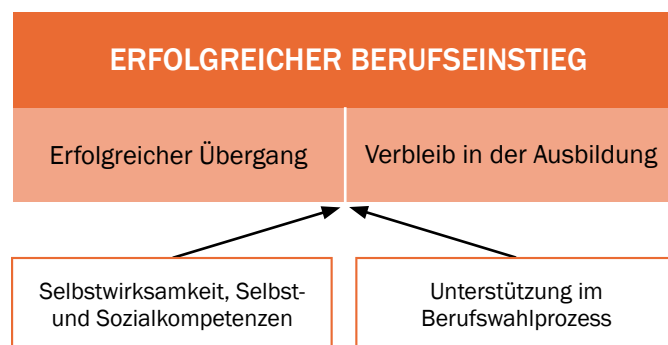 ERFOLGREICHER BERUFSEINSTIEG
Erfolgreicher Übergang
Verbleib in der Ausbildung
Selbstwirksamkeit, Selbst-
und Sozialkompetenzen
Unterstützung im
Berufswahlprozess